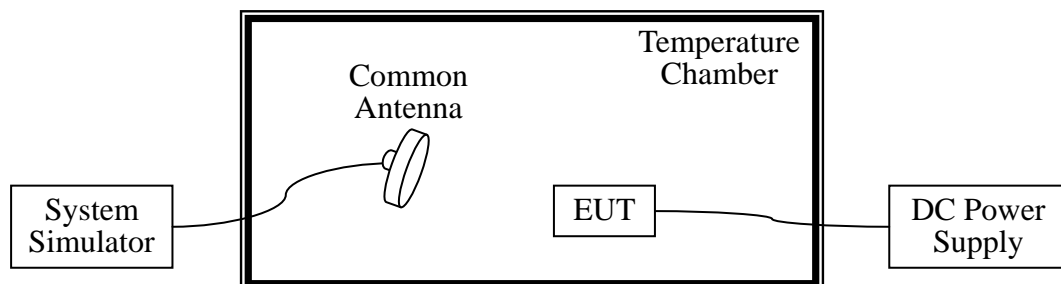 Temperature
Chamber
Common
Antenna
System
Simulator
EUT
DC Power
Supply